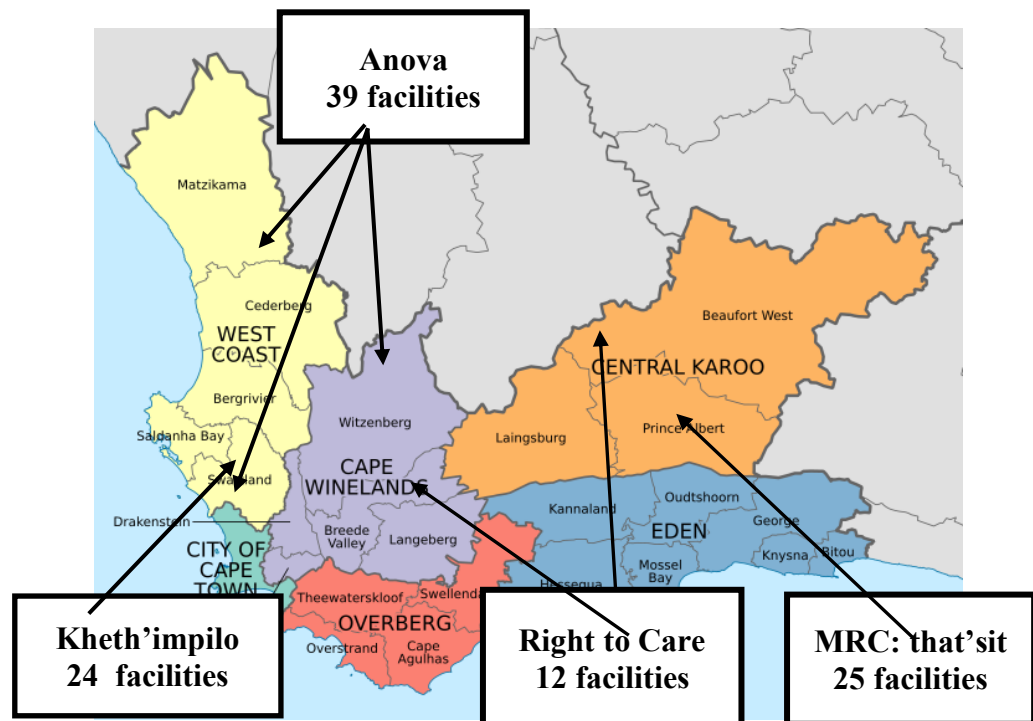 Anova
39 facilities
Matzikama
Cederberg
WEST
COAST
Bergrivier
Saldanha Bay
Swartland
Drakenstein
CITY OF
CAPE
TOWN
Witzenberg
CAPE
WINELANDS
Breede
Valley
Langeberg
Beaufort West
CENTRAL KAROO
Laingsburg
Prince Albert
Kannaland
Oudtshoorn
EDEN
George
Mossel
Bay
Knysna
Bitou
Hessequa
Theewaterskloof
Swellenda
OVERBERG
Overstrand
Cape
Agulhas
Kheth’impilo
24 facilities
Right to Care
12 facilities
MRC: that’sit
25 facilities